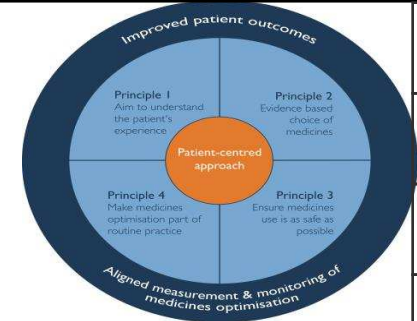 Improved patient outcomes
Principle 1
Aim to understand
the patient's
experience
Principle 2
Evidence based
choice of
medicines
Patient-centred
approach
Principle 4
Make medicines
optimisation part of
routine practice
Principle 3
Ensure medicines
use is as safe as
possible
Aligned measurement & monitoring of
medicines optimisation